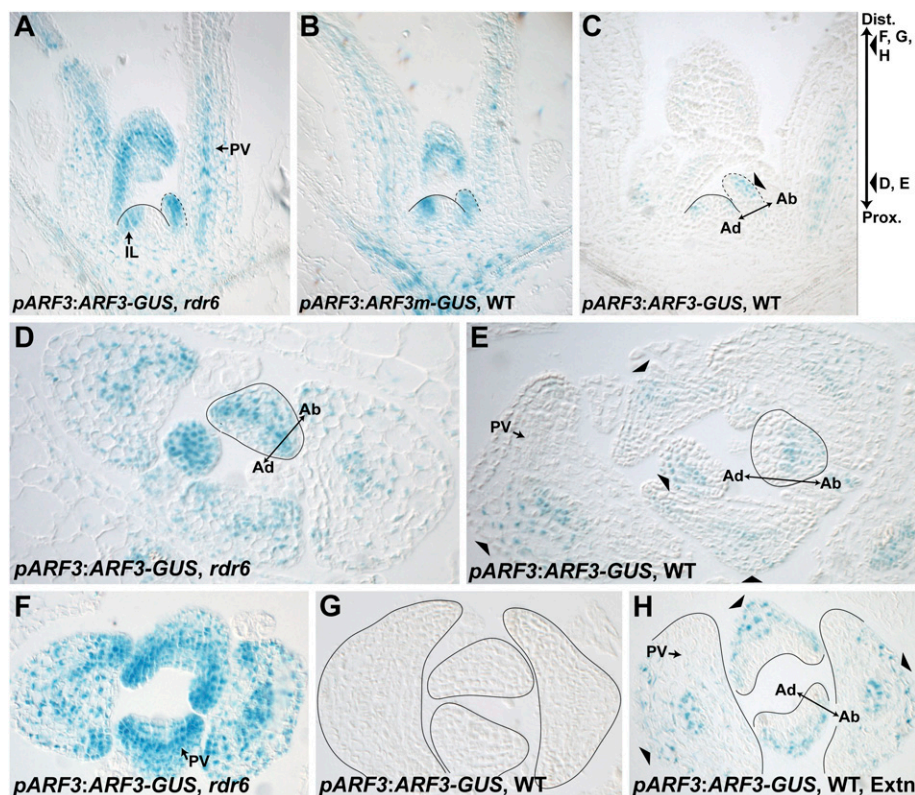 A
PV
IL
pARF3:ARF3-GUS, rdr6
B
pARF3:ARF3m-GUS, WT
C
Ab
Ad
pARF3:ARF3-GUS, WT
Dist.
F, G,
H
D, E
Prox.
D
Ab
Ad
pARF3:ARF3-GUS, rdr6
E
PV
Ad
Ab
pARF3:ARF3-GUS, WT
F
PV
pARF3:ARF3-GUS, rdr6
G
pARF3:ARF3-GUS, WT
H
PV
Ad
Ab
pARF3:ARF3-GUS, WT, Extn